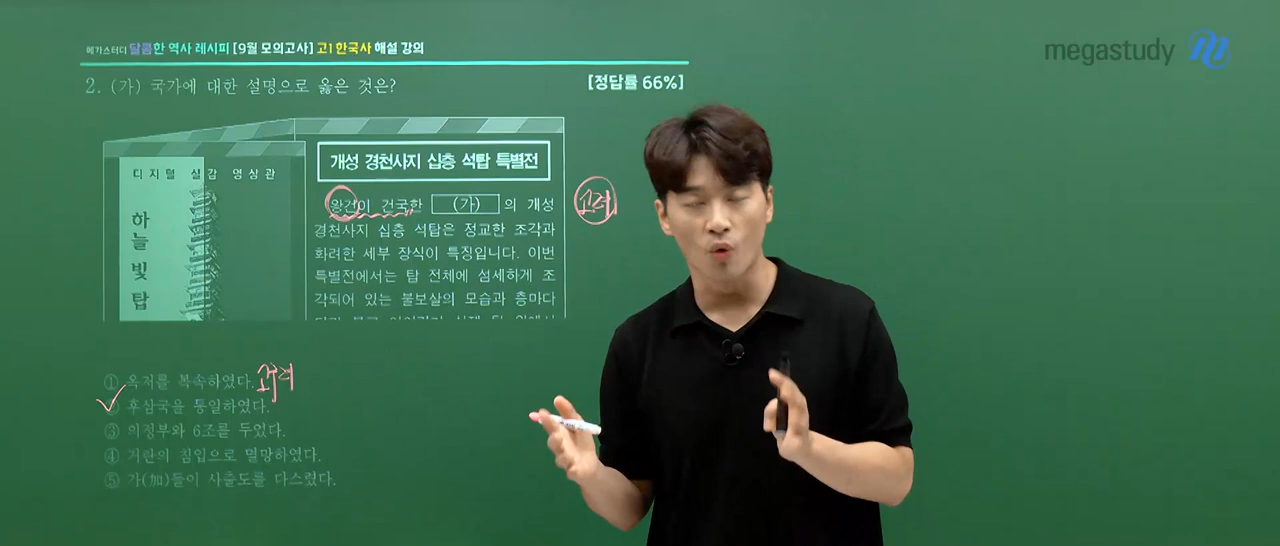 메가스터디 달콤한 역사 레시피 [9월 모의고사] 고1 한국사 해설 강의
megastudy
2. (가) 국가에 대한 설명으로 옳은 것은?
[정답률 66%]
디지털 실감 영상관
하늘빛탑
개성 경천사지 십층 석탑 특별전
왕건이 건국한 (가) 의 개성
경천사지 십층 석탑은 정교한 조각과
화려한 세부 장식이 특징입니다. 이번
특별전에서는 탑 전체에 섬세하게 조
각되어 있는 불보살의 모습과 층마다
고려
① 옥저를 복속하였다.
② 후삼국을 통일하였다.
③ 의정부와 6조를 두었다.
④ 거란의 침입으로 멸망하였다.
⑤ 가(加)들이 사출도를 다스렸다.